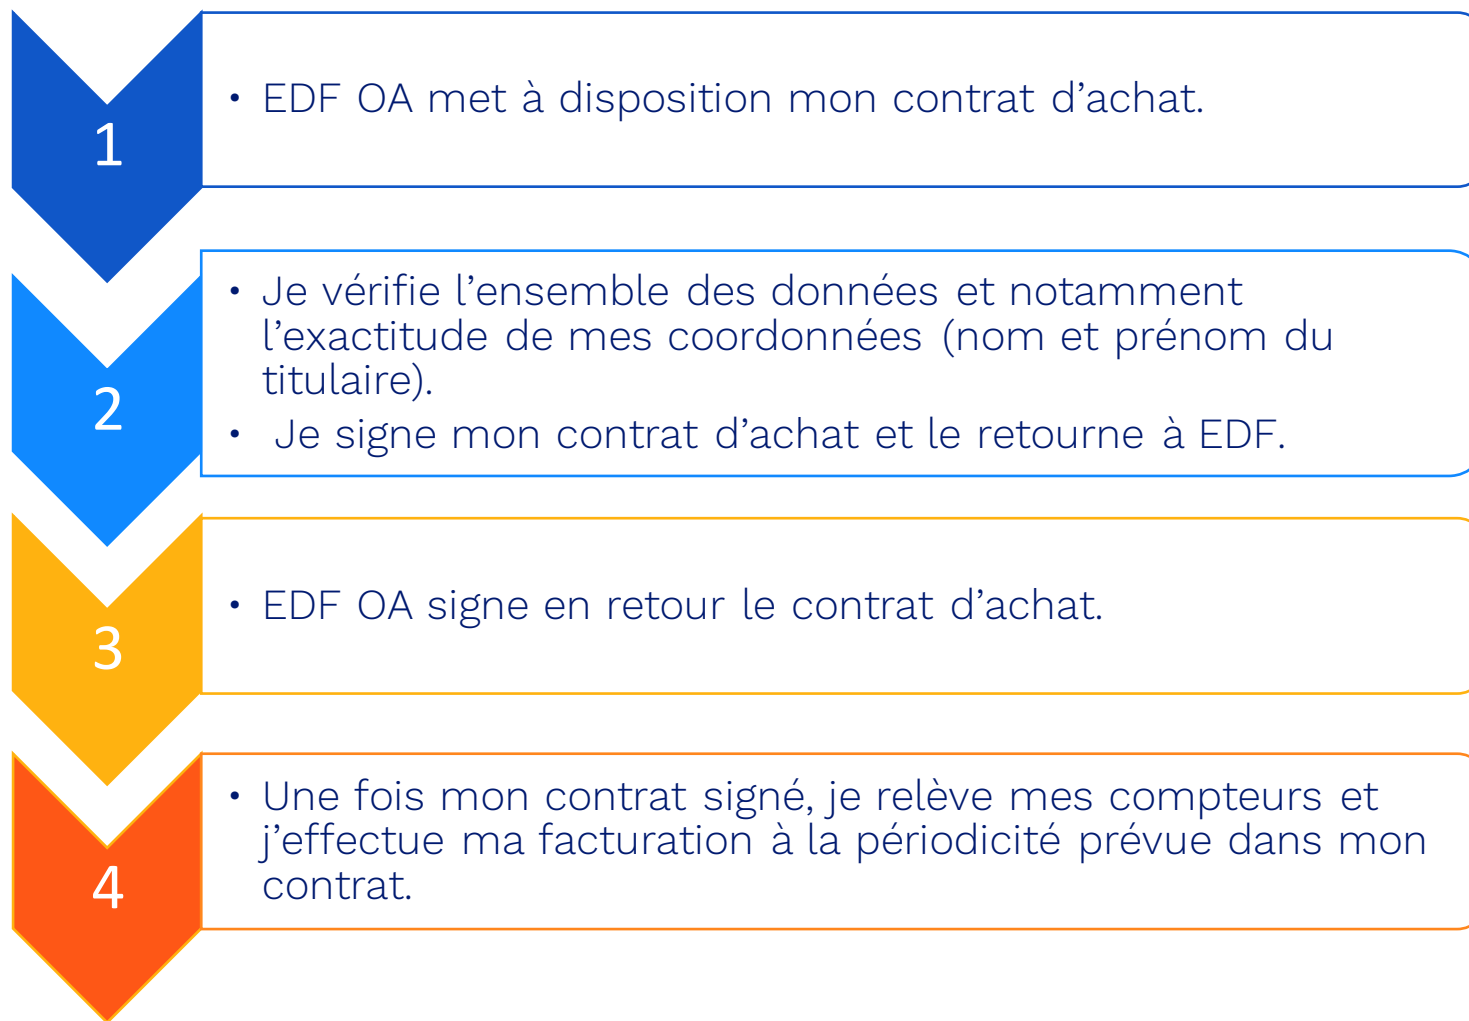 1
• EDF OA met à disposition mon contrat d’achat.
2
• Je vérifie l’ensemble des données et notamment
l’exactitude de mes coordonnées (nom et prénom du
titulaire).
• Je signe mon contrat d’achat et le retourne à EDF.
3
• EDF OA signe en retour le contrat d’achat.
4
• Une fois mon contrat signé, je relève mes compteurs et
j’effectue ma facturation à la périodicité prévue dans mon
contrat.